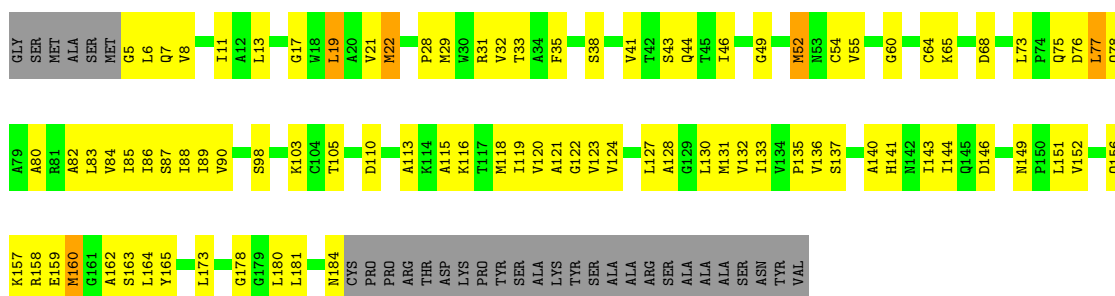 GLY SER MET ALA SER MET G5 L6 Q7 V8 I11 A12 L13 G17 W18 L19 A20 V21 M22 P28 M29 W30 R31 V32 T33 A34 F35 S38 V41 T42 S43 Q44 T45 I46 G49 M52 N53 C54 V55 G60 C64 K65 D68 L73 P74 Q75 D76 L77 Q78
A79 A80 R81 A82 L83 V84 I85 I86 S87 I88 I89 V90 S98 K103 C104 T105 D110 A113 K114 A115 K116 T117 M118 I119 V120 A121 G122 V123 V124 L127 A128 G129 L130 M131 V132 I133 V134 P135 V136 S137 A140 H141 N142 I143 I144 Q145 D146 N149 P150 L151 V152 Q156
K157 R158 E159 M160 G161 A162 S163 L164 Y165 L173 G178 G179 L180 L181 N184 CYS PRO PRO ARG THR ASP LYS PRO TYR SER ALA LYS TYR SER ALA ALA ARG SER ALA ALA ALA SER ASN TYR VAL